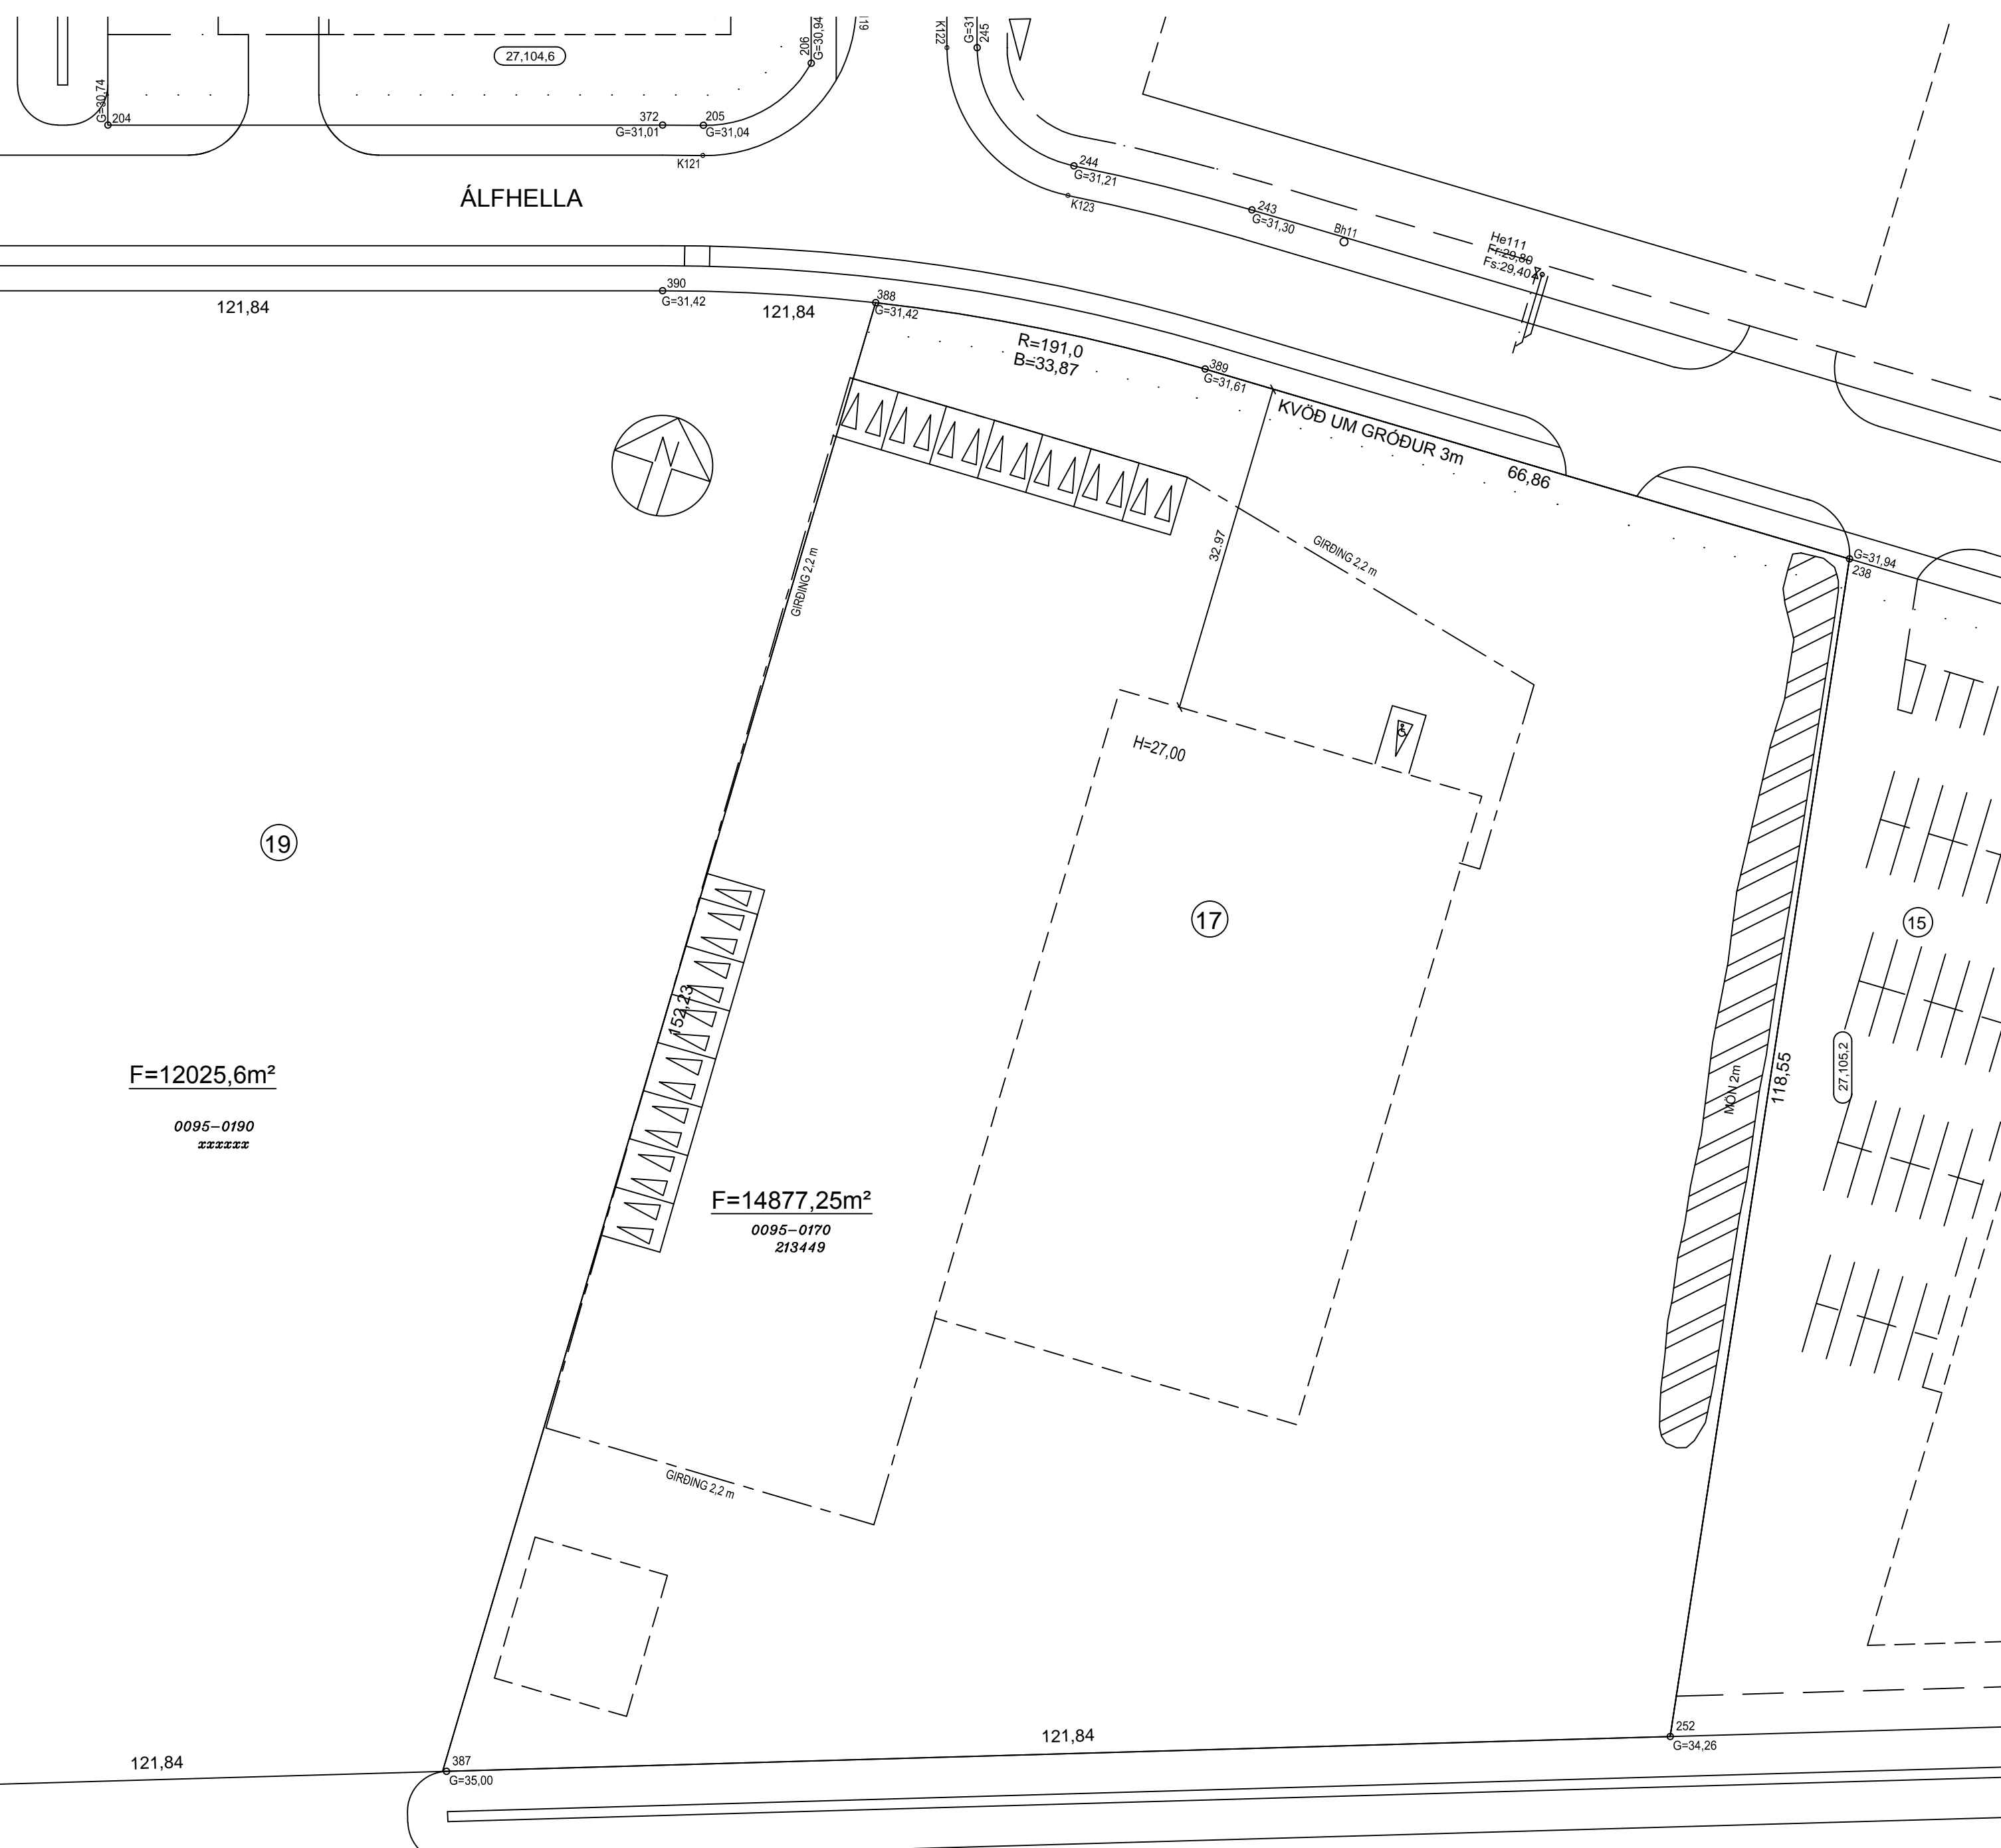 K119
K122
G=31
245
206
G=30,94
27,104,6
G=30,74
204
372
G=31,01
205
G=31,04
K121
244
G=31,21
K123
243
G=31,30
Bh11
He111
Fr:29,80
Fs:29,40
ÁLFHELLA
121,84
390
G=31,42
121,84
388
G=31,42
R=191,0
B=33,87
389
G=31,61
KVÖÐ UM GRÓÐUR 3m
66,86
N
GIRÐING 2,2 m
32.97
GIRÐING 2,2 m
G=31,94
238
H=27,00
19
17
15
152,23
27,105,2
118,55
MÖN 2m
F=12025,6m²
0095-0190
xxxxxx
F=14877,25m²
0095-0170
213449
GIRÐING 2,2 m
121,84
387
G=35,00
121,84
252
G=34,26